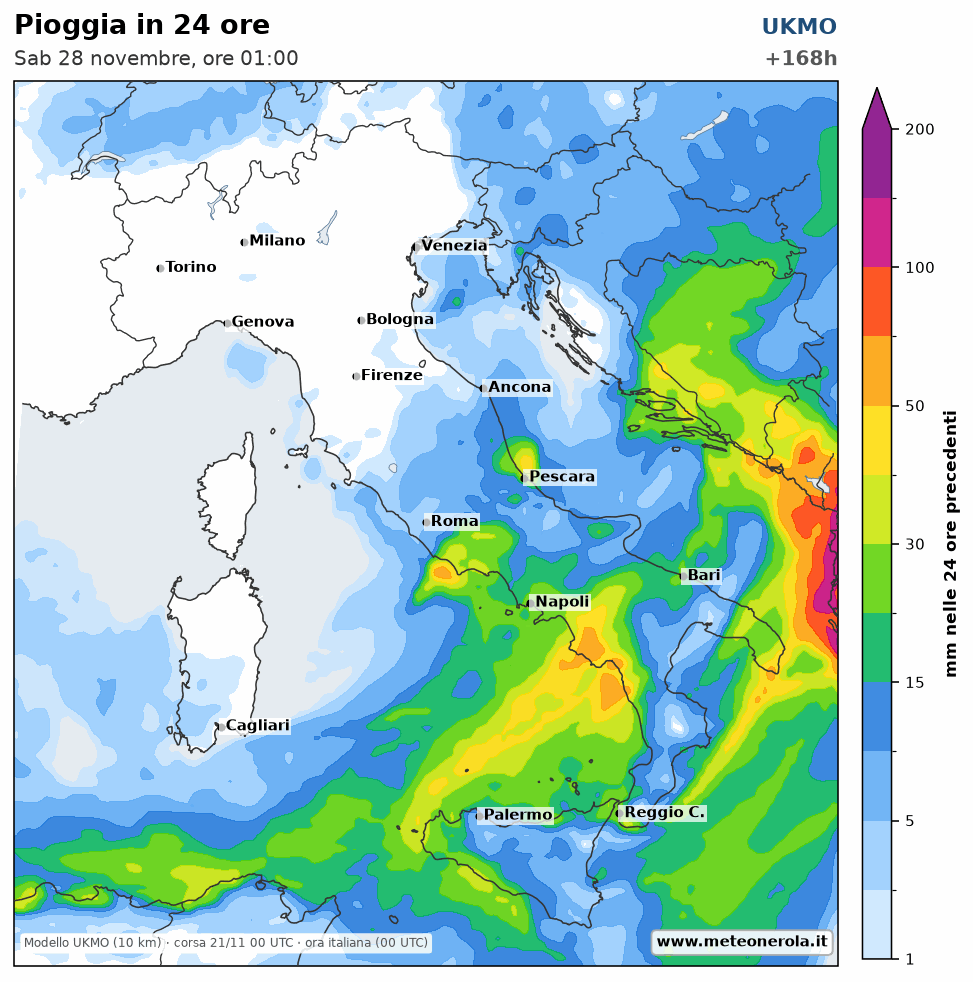 Pioggia in 24 ore
UKMO
Sab 28 novembre, ore 01:00
+168h
200
100
50
30
15
5
1
mm nelle 24 ore precedenti
Milano
Venezia
Torino
Genova
Bologna
Firenze
Ancona
Pescara
Roma
Bari
Napoli
Cagliari
Palermo
Reggio C.
Modello UKMO (10 km) · corsa 21/11 00 UTC · ora italiana (00 UTC)
www.meteonerola.it